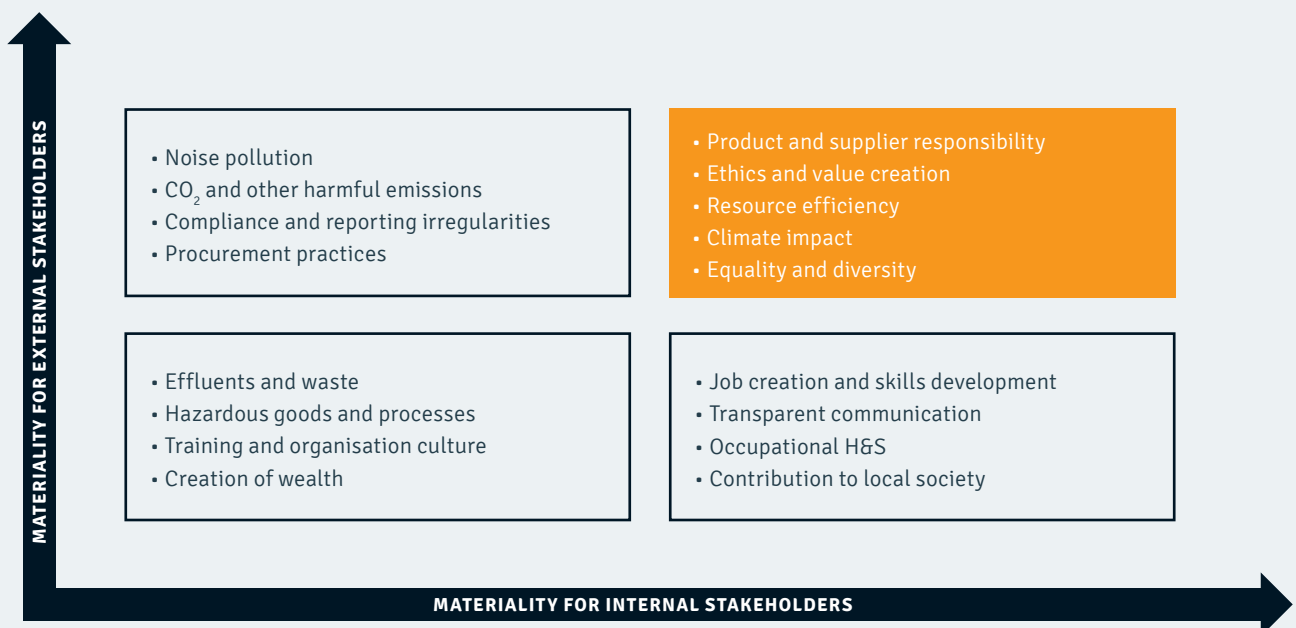 MATERIALITY FOR EXTERNAL STAKEHOLDERS
• Noise pollution
• CO₂ and other harmful emissions
• Compliance and reporting irregularities
• Procurement practices
• Product and supplier responsibility
• Ethics and value creation
• Resource efficiency
• Climate impact
• Equality and diversity
• Effluents and waste
• Hazardous goods and processes
• Training and organisation culture
• Creation of wealth
• Job creation and skills development
• Transparent communication
• Occupational H&S
• Contribution to local society
MATERIALITY FOR INTERNAL STAKEHOLDERS